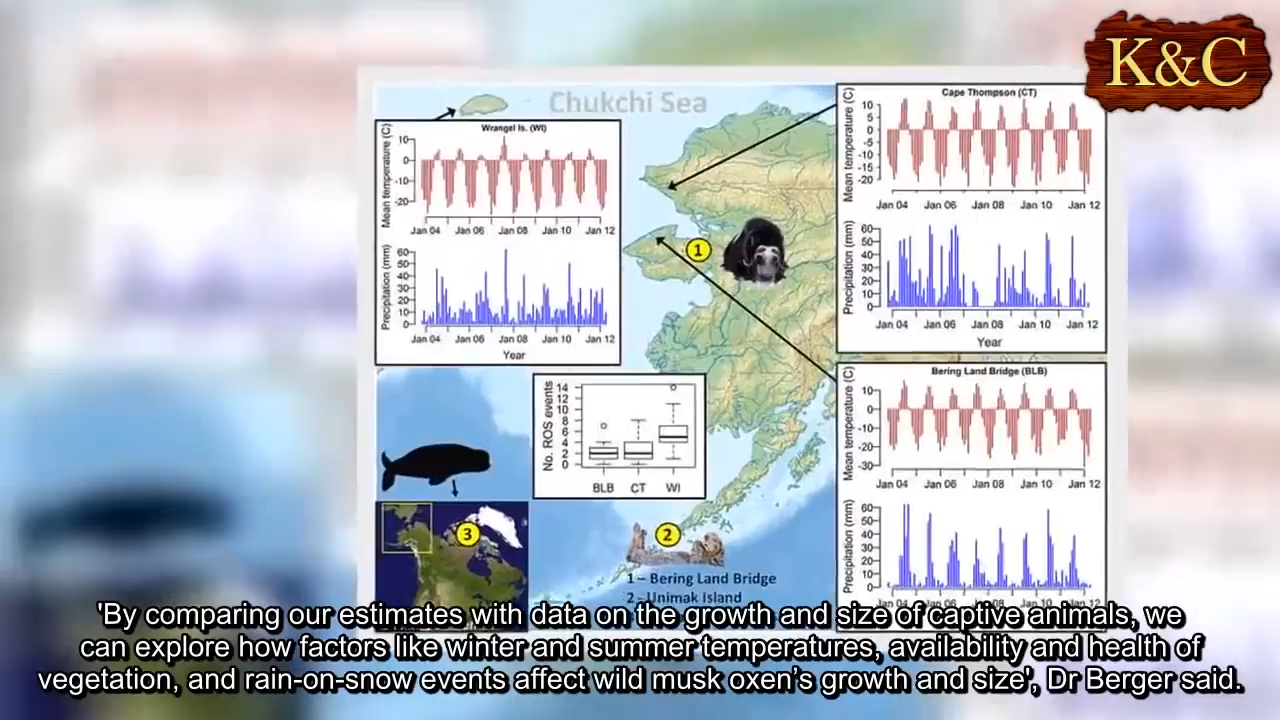 K&C
Chukchi Sea
Wrangel Is. (WI)
Mean temperature (C)
10
0
-10
-20
Jan 04 Jan 06 Jan 08 Jan 10 Jan 12
Precipitation (mm)
60
50
40
30
20
10
0
Jan 04 Jan 06 Jan 08 Jan 10 Jan 12
Year
Cape Thompson (CT)
Mean temperature (C)
10
5
0
-5
-10
-15
-20
Jan 04 Jan 06 Jan 08 Jan 10 Jan 12
Precipitation (mm)
60
50
40
30
20
10
0
Jan 04 Jan 06 Jan 08 Jan 10 Jan 12
Year
1
Bering Land Bridge (BLB)
Mean temperature (C)
10
0
-10
-20
-30
Jan 04 Jan 06 Jan 08 Jan 10 Jan 12
Precipitation (mm)
60
50
40
30
20
10
0
No. ROS events
14
12
10
8
6
4
2
0
BLB CT WI
3
2
1 – Bering Land Bridge
2 - Unimak Island
'By comparing our estimates with data on the growth and size of captive animals, we
can explore how factors like winter and summer temperatures, availability and health of
vegetation, and rain-on-snow events affect wild musk oxen's growth and size', Dr Berger said.